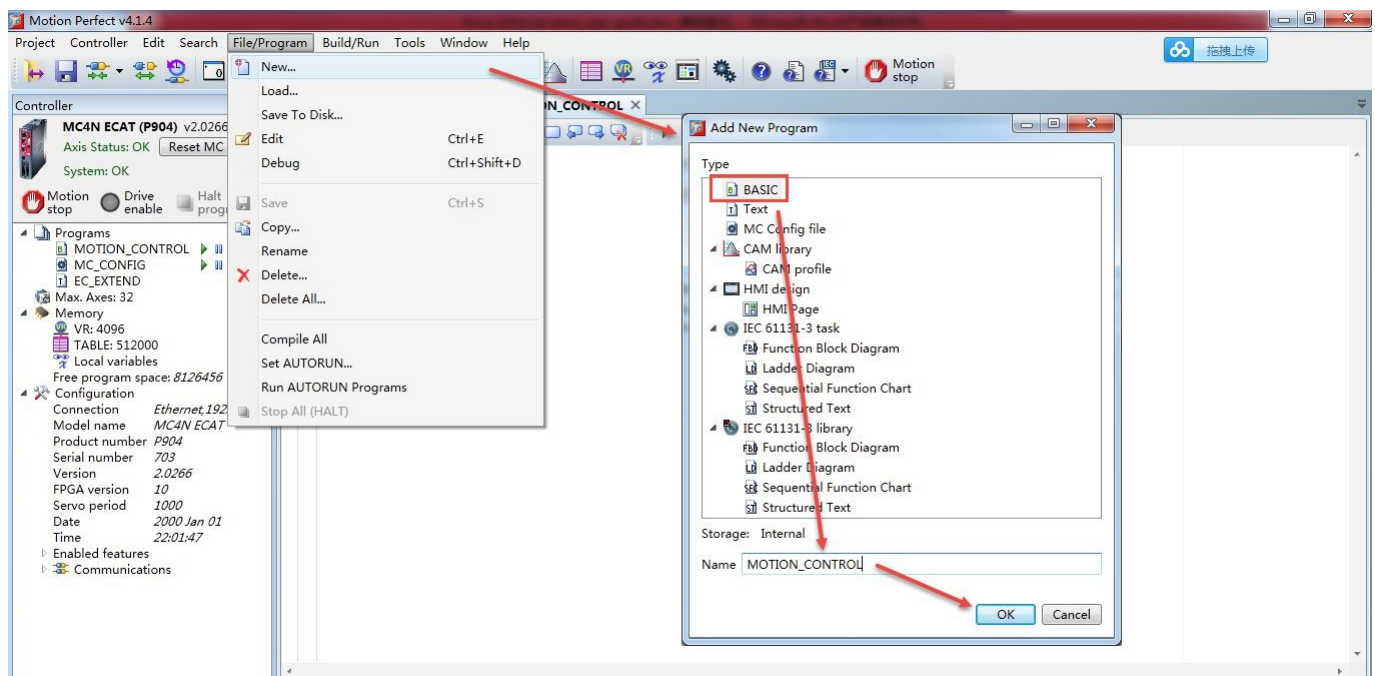 Motion Perfect v4.1.4
Project Controller Edit Search File/Program Build/Run Tools Window Help
拖拽上传
Motion stop
New...
Load...
Save To Disk...
Edit Ctrl+E
Debug Ctrl+Shift+D
Save Ctrl+S
Copy...
Rename
Delete...
Delete All...
Compile All
Set AUTORUN...
Run AUTORUN Programs
Stop All (HALT)
Controller
MC4N ECAT (P904) v2.0266
Axis Status: OK Reset MC
System: OK
Motion stop
Drive enable
Halt
Programs
MOTION_CONTROL
MC_CONFIG
EC_EXTEND
Max. Axes: 32
Memory
VR: 4096
TABLE: 512000
Local variables
Free program space: 8126456
Configuration
Connection Ethernet,192
Model name MC4N ECAT
Product number P904
Serial number 703
Version 2.0266
FPGA version 10
Servo period 1000
Date 2000 Jan 01
Time 22:01:47
Enabled features
Communications
N_CONTROL
Add New Program
Type
BASIC
Text
MC Config file
CAM library
CAM profile
HMI design
HMI Page
IEC 61131-3 task
Function Block Diagram
Ladder Diagram
Sequential Function Chart
Structured Text
IEC 61131-3 library
Function Block Diagram
Ladder Diagram
Sequential Function Chart
Structured Text
Storage: Internal
Name MOTION_CONTROL
OK Cancel